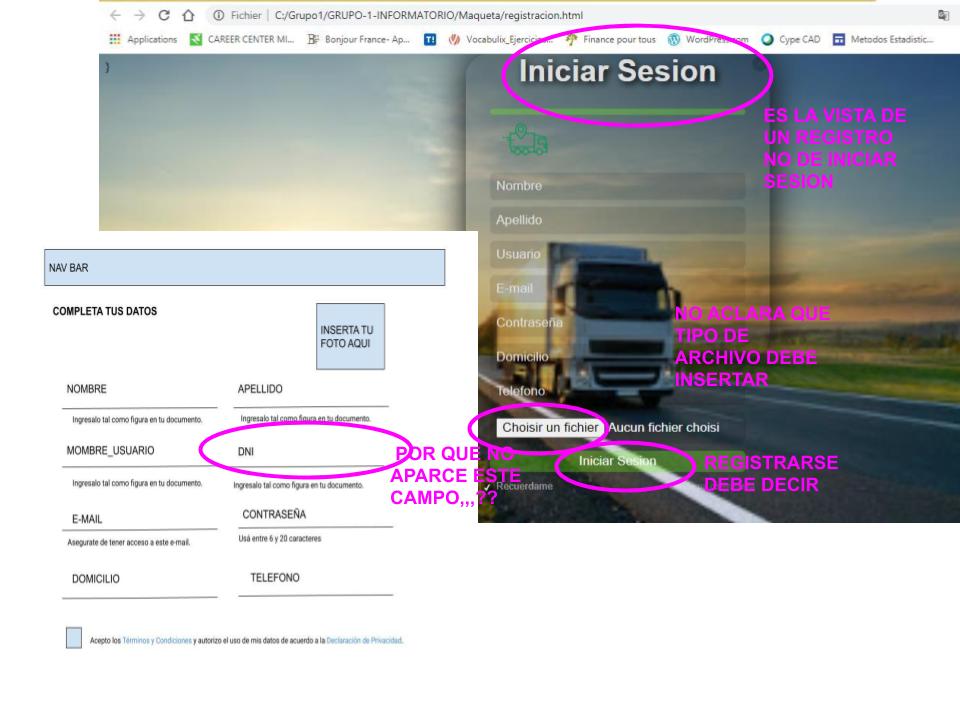 Fichier | C:/Grupo1/GRUPO-1-INFORMATORIO/Maqueta/registracion.html
Applications CAREER CENTER MI... Bonjour France- Ap... Vocabulix_Ejercicio... Finance pour tous WordPress.com Cype CAD Metodos Estadistic...
}
Iniciar Sesion
ES LA VISTA DE
UN REGISTRO
NO DE INICIAR
SESION
Nombre
Apellido
Usuario
E-mail
Contraseña
Domicilio
Telefono
NO ACLARA QUE
TIPO DE
ARCHIVO DEBE
INSERTAR
Choisir un fichier Aucun fichier choisi
Iniciar Sesion
Recuerdame
REGISTRARSE
DEBE DECIR
NAV BAR
COMPLETA TUS DATOS
INSERTA TU
FOTO AQUI
NOMBRE APELLIDO
Ingresalo tal como figura en tu documento. Ingresalo tal como figura en tu documento.
MOMBRE_USUARIO DNI
Ingresalo tal como figura en tu documento. Ingresalo tal como figura en tu documento.
POR QUE NO
APARCE ESTE
CAMPO,,,??
E-MAIL CONTRASEÑA
Asegurate de tener acceso a este e-mail. Usá entre 6 y 20 caracteres
DOMICILIO TELEFONO
Acepto los Términos y Condiciones y autorizo el uso de mis datos de acuerdo a la Declaración de Privacidad.